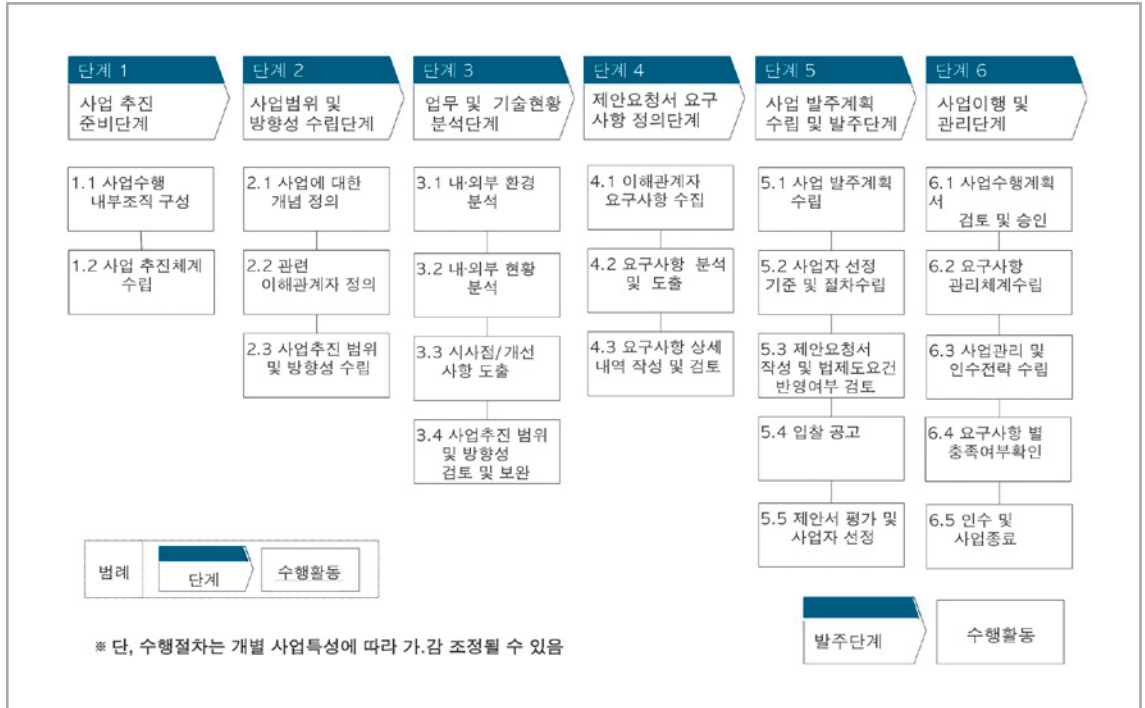 단계 1
사업 추진
준비단계
단계 2
사업범위 및
방향성 수립단계
단계 3
업무 및 기술현황
분석단계
단계 4
제안요청서 요구
사항 정의단계
단계 5
사업 발주계획
수립 및 발주단계
단계 6
사업이행 및
관리단계
1.1 사업수행
내부조직 구성
1.2 사업 추진체계
수립
2.1 사업에 대한
개념 정의
2.2 관련
이해관계자 정의
2.3 사업추진 범위
및 방향성 수립
3.1 내·외부 환경
분석
3.2 내·외부 현황
분석
3.3 시사점/개선
사항 도출
3.4 사업추진 범위
및 방향성
검토 및 보완
4.1 이해관계자
요구사항 수집
4.2 요구사항 분석
및 도출
4.3 요구사항 상세
내역 작성 및 검토
5.1 사업 발주계획
수립
5.2 사업자 선정
기준 및 절차수립
5.3 제안요청서
작성 및 법제도요건
반영여부 검토
5.4 입찰 공고
5.5 제안서 평가 및
사업자 선정
6.1 사업수행계획
서
검토 및 승인
6.2 요구사항
관리체계수립
6.3 사업관리 및
인수전략 수립
6.4 요구사항 별
충족여부확인
6.5 인수 및
사업종료
범례
단계
수행활동
발주단계
수행활동
※ 단, 수행절차는 개별 사업특성에 따라 가.감 조정될 수 있음